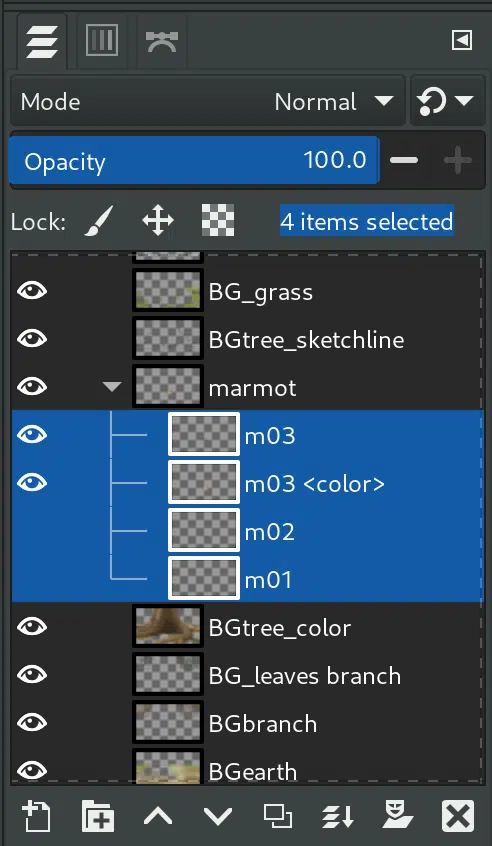 Mode Normal
Opacity 100.0
Lock: 4 items selected
BG_grass
BGtree_sketchline
marmot
m03
m03 <color>
m02
m01
BGtree_color
BG_leaves branch
BGbranch
BGearth